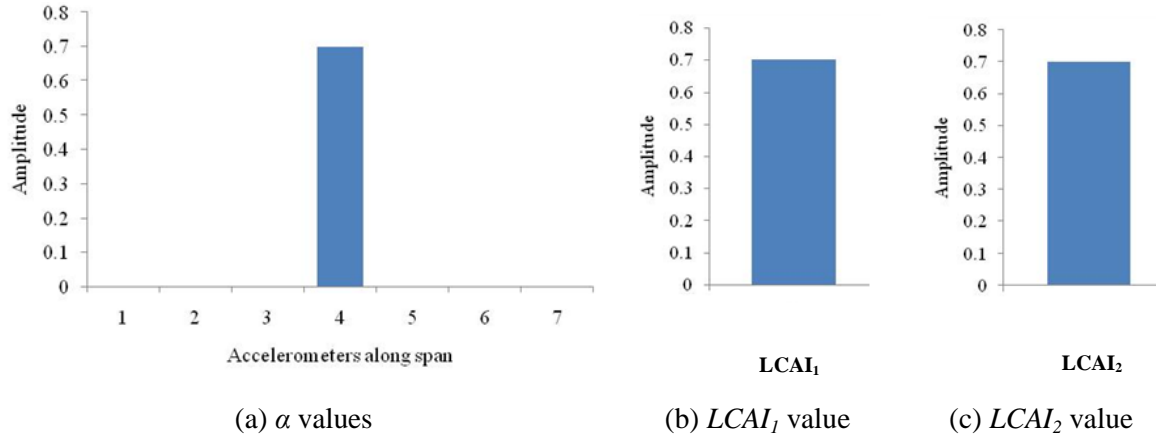 0.8
0.7
0.6
0.5
0.4
0.3
0.2
0.1
0
Amplitude
1 2 3 4 5 6 7
Accelerometers along span
(a) α values
0.8
0.7
0.6
0.5
0.4
0.3
0.2
0.1
0
Amplitude
LCAI₁
(b) LCAI₁ value
0.8
0.7
0.6
0.5
0.4
0.3
0.2
0.1
0
Amplitude
LCAI₂
(c) LCAI₂ value